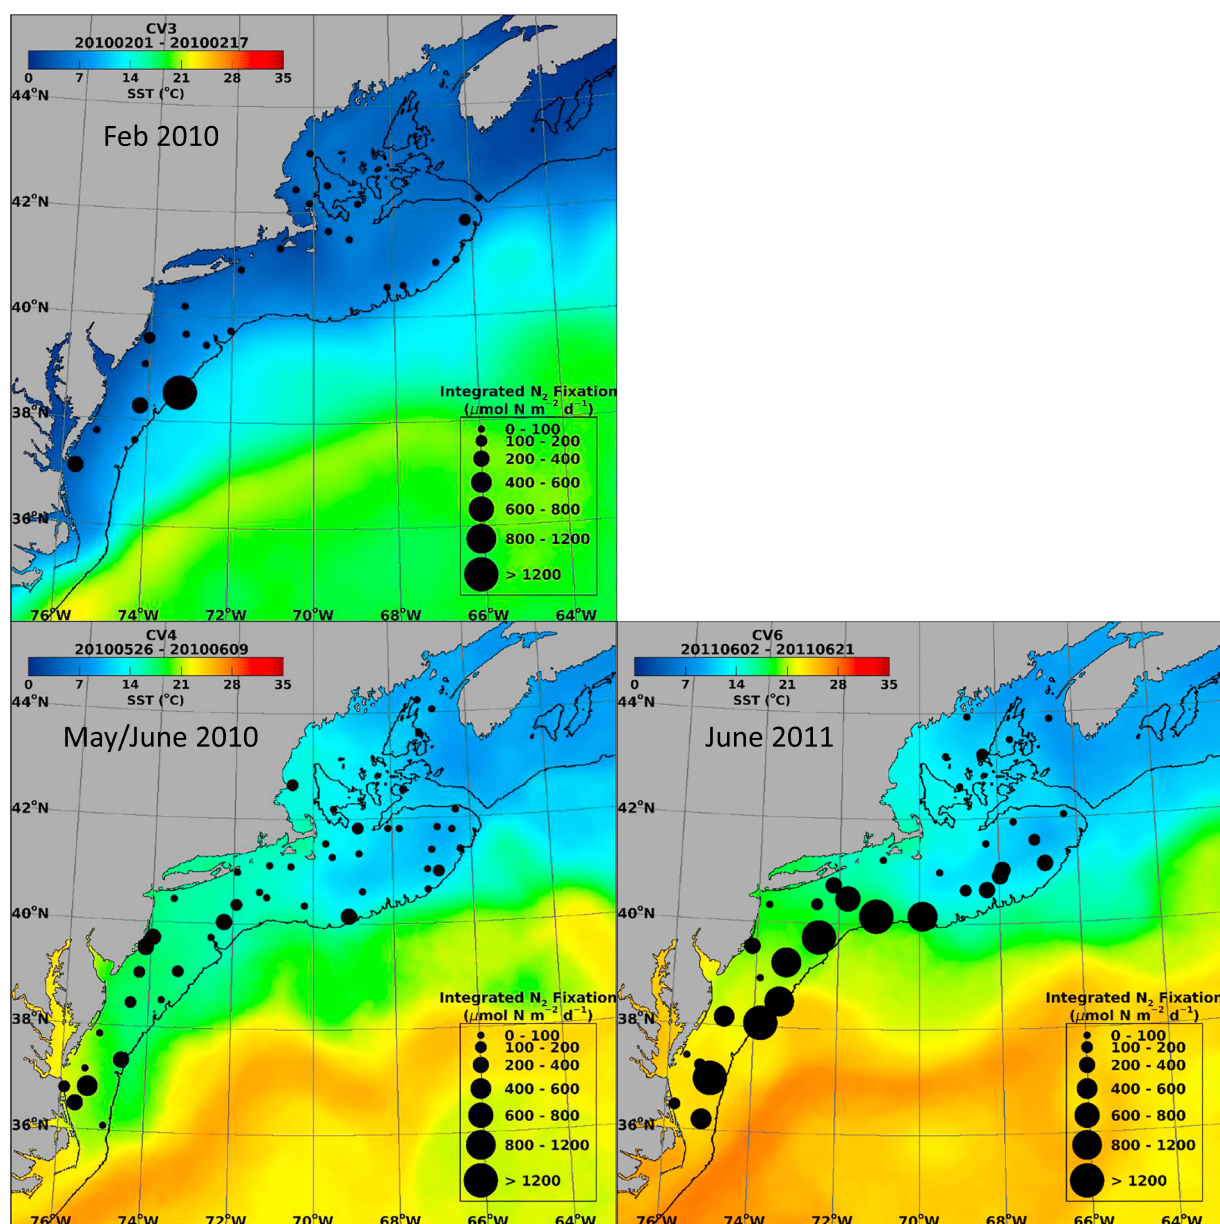 CV3
20100201 - 20100217
0 7 14 21 28 35
SST (°C)
Feb 2010
44°N
42°N
40°N
38°N
36°N
Integrated N₂ Fixation
(μmol N m⁻² d⁻¹)
0 - 100
100 - 200
200 - 400
400 - 600
600 - 800
800 - 1200
> 1200
76°W 74°W 72°W 70°W 68°W 66°W 64°W
CV4
20100526 - 20100609
0 7 14 21 28 35
SST (°C)
May/June 2010
44°N
42°N
40°N
38°N
36°N
Integrated N₂ Fixation
(μmol N m⁻² d⁻¹)
0 - 100
100 - 200
200 - 400
400 - 600
600 - 800
800 - 1200
> 1200
76°W 74°W 72°W 70°W 68°W 66°W 64°W
CV6
20110602 - 20110621
0 7 14 21 28 35
SST (°C)
June 2011
44°N
42°N
40°N
38°N
36°N
Integrated N₂ Fixation
(μmol N m⁻² d⁻¹)
0 - 100
100 - 200
200 - 400
400 - 600
600 - 800
800 - 1200
> 1200
76°W 74°W 72°W 70°W 68°W 66°W 64°W